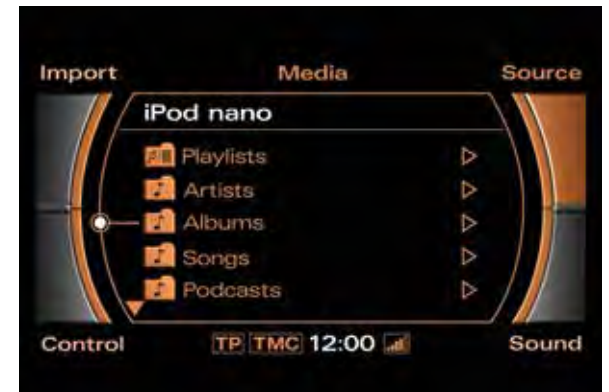 Import Media Source
iPod nano
Playlists
Artists
Albums
Songs
Podcasts
Control TP TMC 12:00 Sound